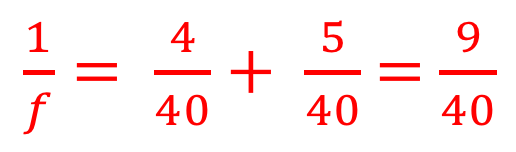 1/f = 4/40 + 5/40 = 9/40